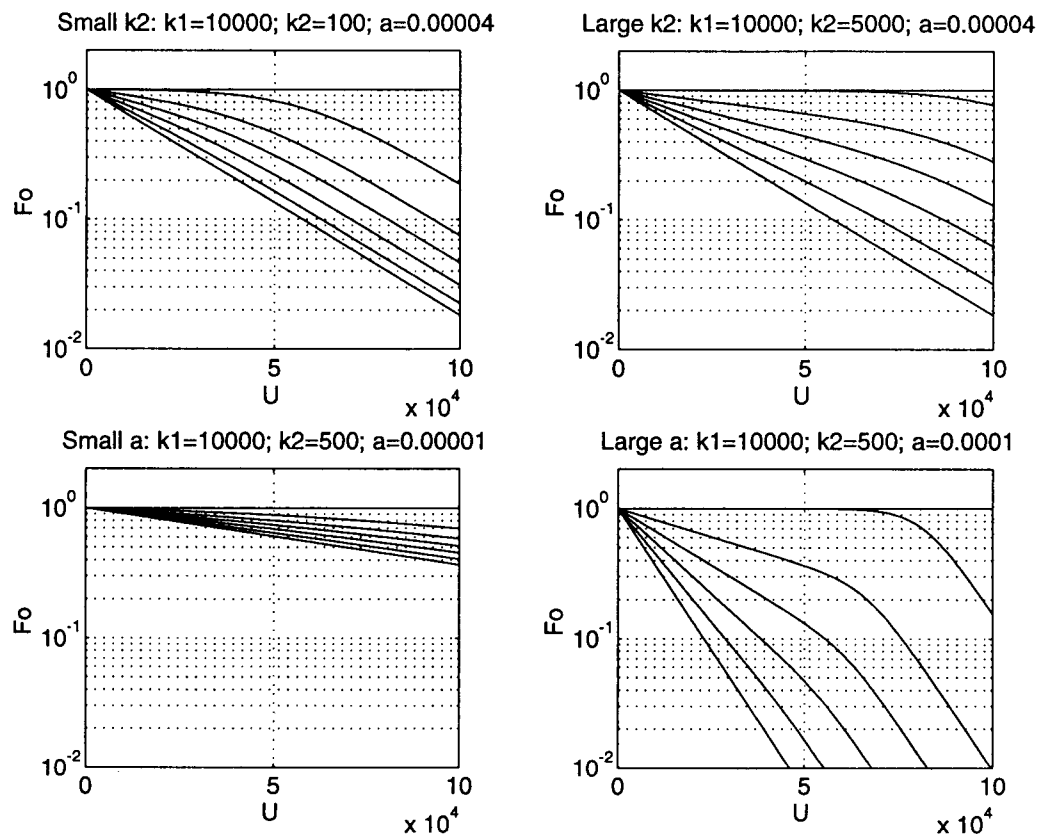 Small k2: k1=10000; k2=100; a=0.00004
10^0
10^-1
10^-2
Fo
0
5
10
U
x 10^4
Large k2: k1=10000; k2=5000; a=0.00004
10^0
10^-1
10^-2
Fo
0
5
10
U
x 10^4
Small a: k1=10000; k2=500; a=0.00001
10^0
10^-1
10^-2
Fo
0
5
10
U
x 10^4
Large a: k1=10000; k2=500; a=0.0001
10^0
10^-1
10^-2
Fo
0
5
10
U
x 10^4